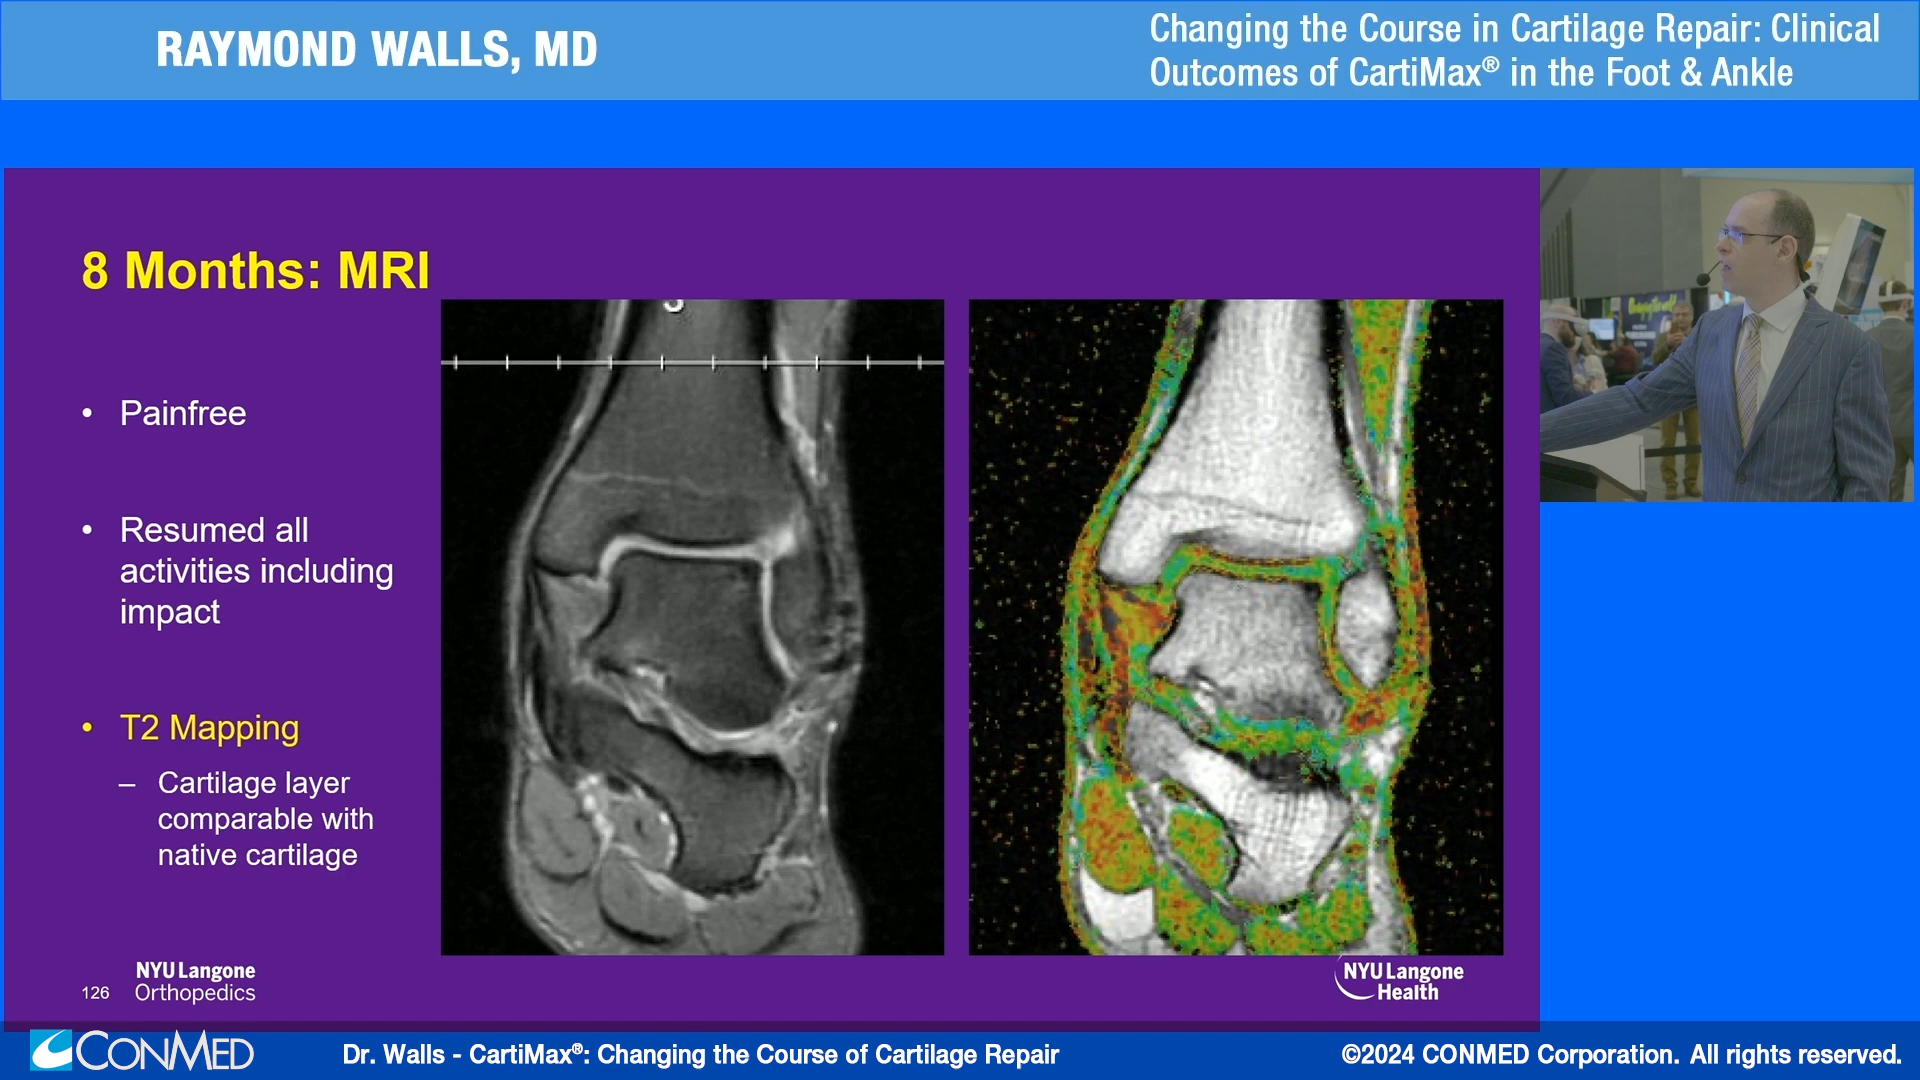 RAYMOND WALLS, MD
Changing the Course in Cartilage Repair: Clinical
Outcomes of CartiMax® in the Foot & Ankle
8 Months: MRI
• Painfree
• Resumed all
activities including
impact
• T2 Mapping
– Cartilage layer
comparable with
native cartilage
126
NYU Langone
Orthopedics
NYU Langone
Health
CONMED
Dr. Walls - CartiMax®: Changing the Course of Cartilage Repair
©2024 CONMED Corporation. All rights reserved.